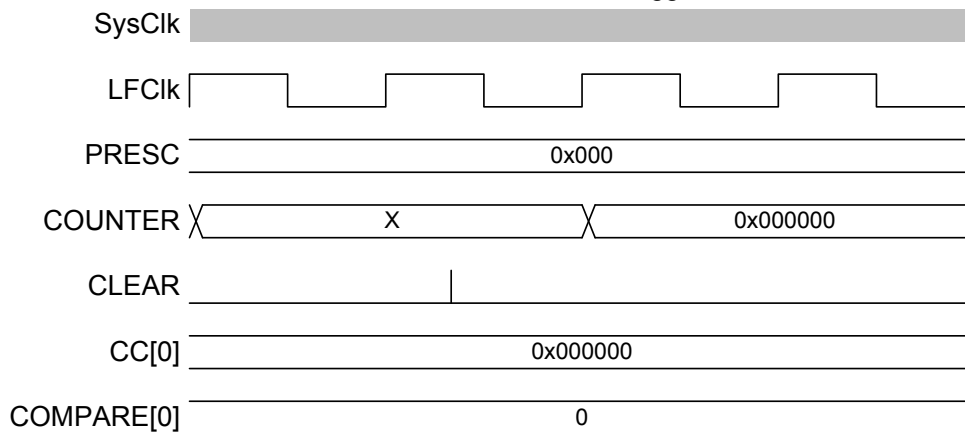 SysClk
LFClk
PRESC 0x000
COUNTER X 0x000000
CLEAR
CC[0] 0x000000
COMPARE[0] 0